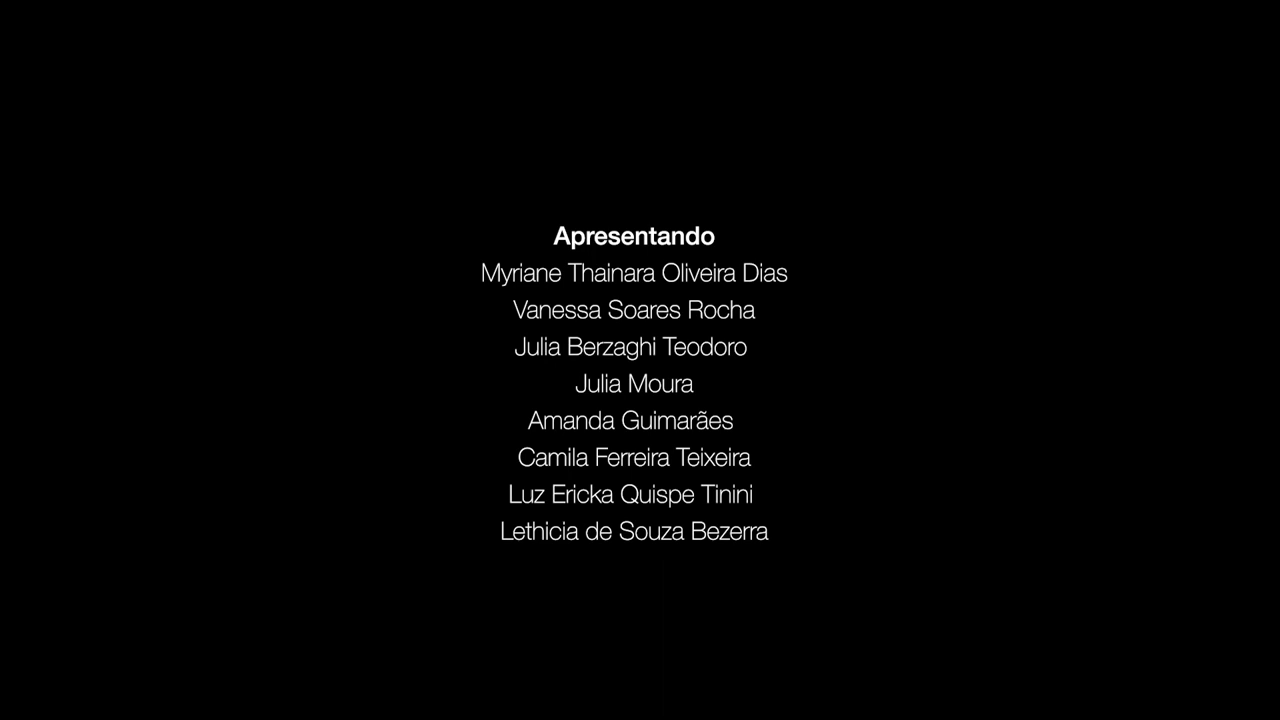 Apresentando
Myriane Thainara Oliveira Dias
Vanessa Soares Rocha
Julia Berzaghi Teodoro
Julia Moura
Amanda Guimarães
Camila Ferreira Teixeira
Luz Ericka Quispe Tinini
Lethicia de Souza Bezerra